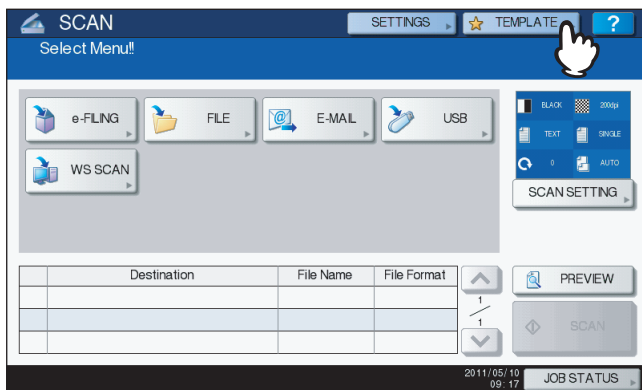 SCAN
SETTINGS
TEMPLATE
?
Select Menu!!
e-FILING
FILE
E-MAIL
USB
WS SCAN
BLACK
200dpi
TEXT
SINGLE
0
AUTO
SCAN SETTING
Destination
File Name
File Format
1
1
PREVIEW
SCAN
2011/05/10
09 : 17
JOB STATUS